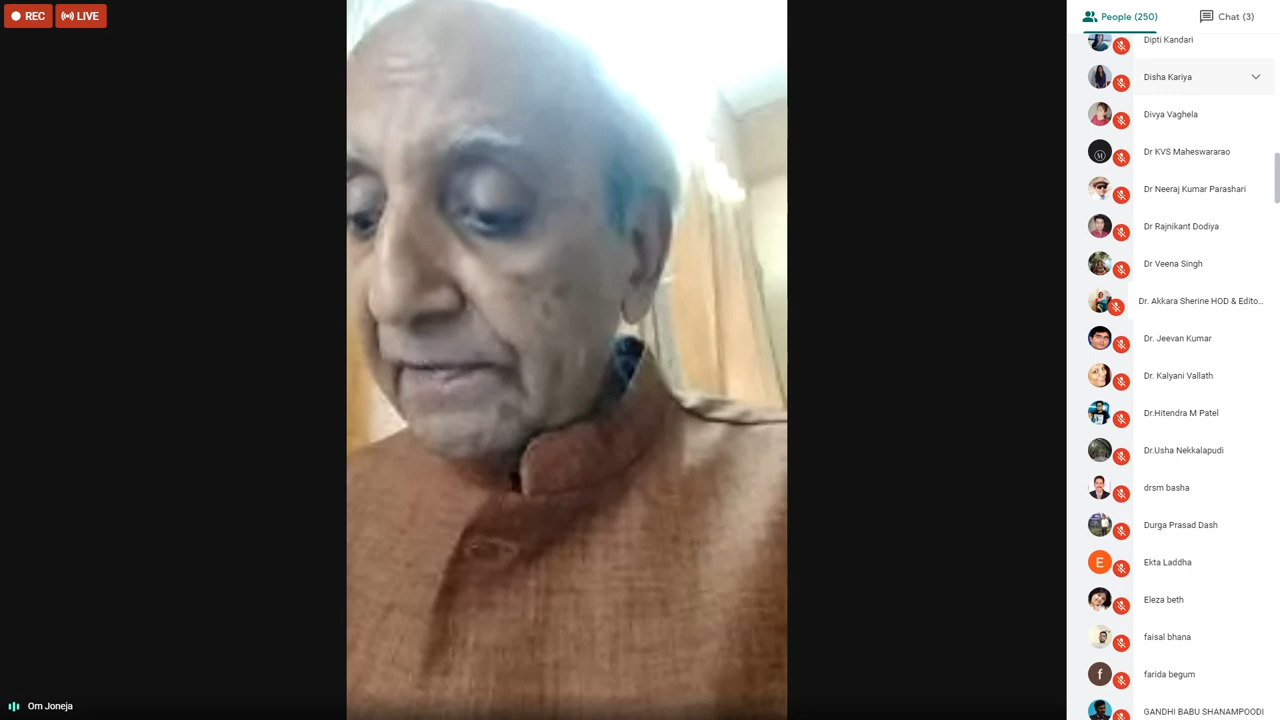 REC
LIVE
People (250)
Chat (3)
Dipti Kandari
Disha Kariya
Divya Vaghela
Dr KVS Maheswararao
M
Dr Neeraj Kumar Parashari
Dr Rajnikant Dodiya
Dr Veena Singh
Dr. Akkara Sherine HOD & Edito...
Dr. Jeevan Kumar
Dr. Kalyani Vallath
Dr.Hitendra M Patel
Dr.Usha Nekkalapudi
drsm basha
Durga Prasad Dash
E
Ekta Laddha
Eleza beth
faisal bhana
f
farida begum
GANDHI BABU SHANAMPOODI
Om Joneja